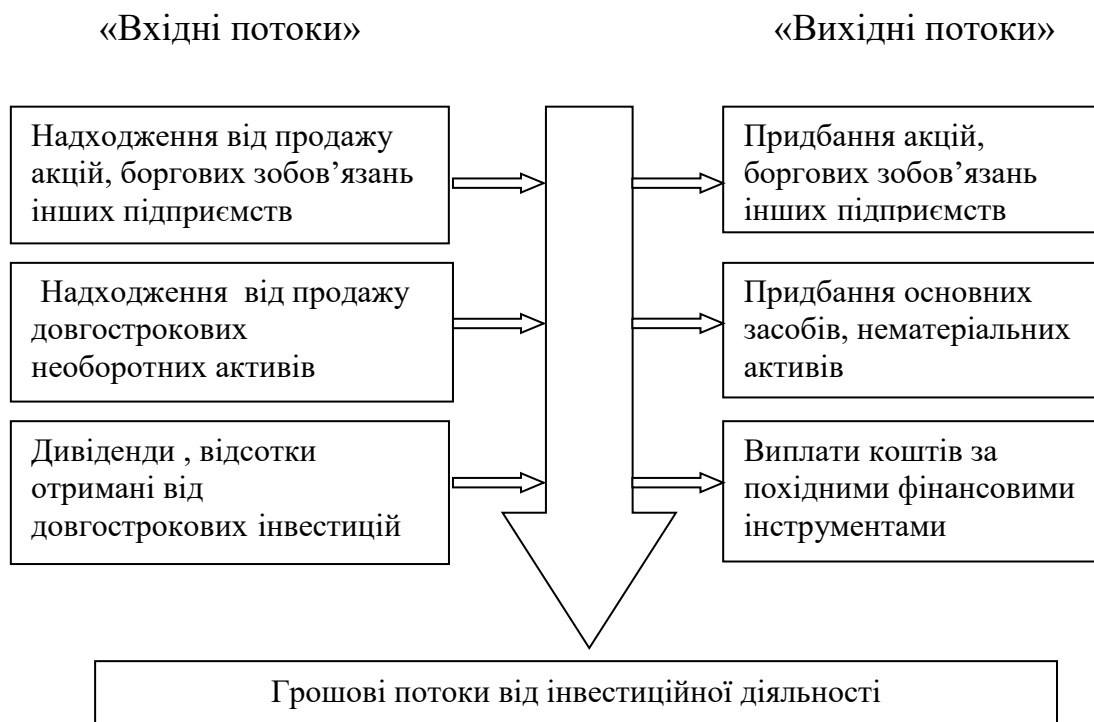 «Вхідні потоки»
«Вихідні потоки»
Надходження від продажу
акцій, боргових зобов’язань
інших підприємств
Придбання акцій,
боргових зобов’язань
інших підприємств
Надходження від продажу
довгострокових
необоротних активів
Придбання основних
засобів, нематеріальних
активів
Дивіденди , відсотки
отримані від
довгострокових інвестицій
Виплати коштів за
похідними фінансовими
інструментами
Грошові потоки від інвестиційної діяльності